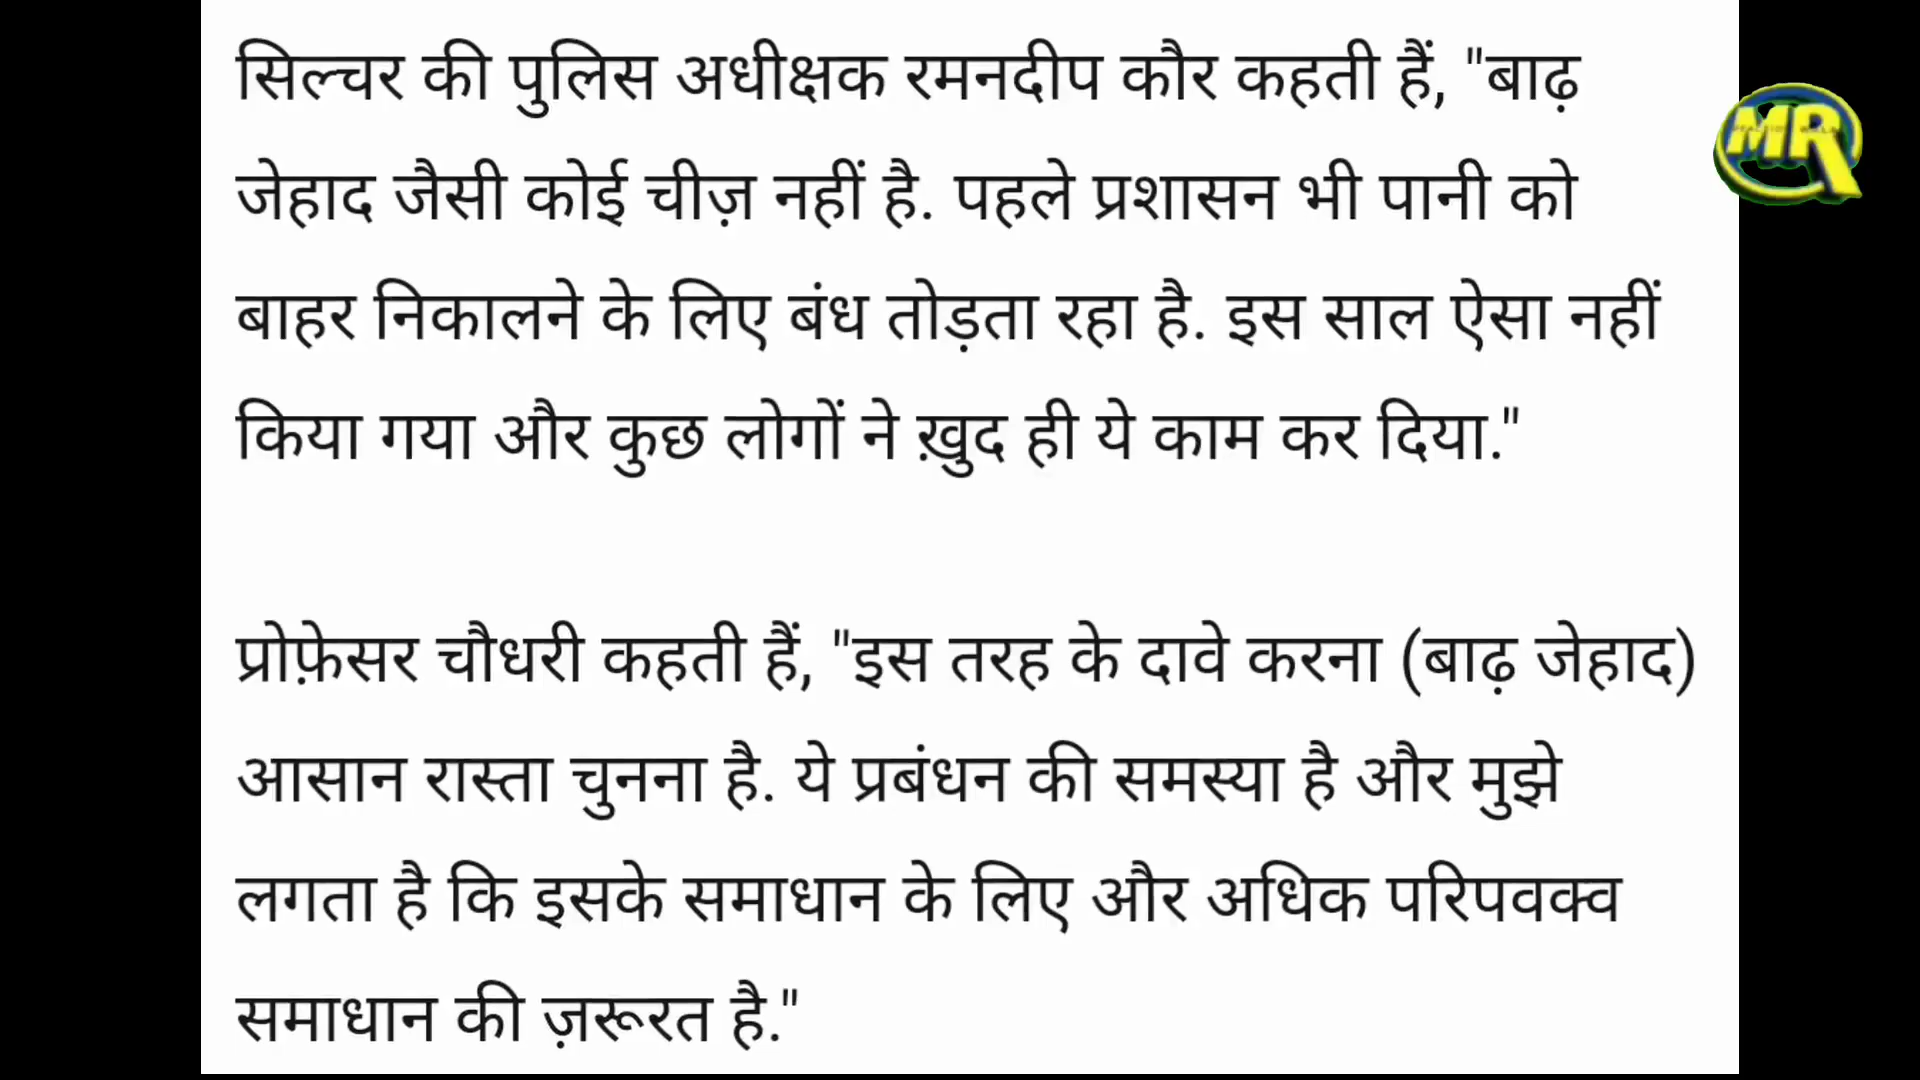 सिल्चर की पुलिस अधीक्षक रमनदीप कौर कहती हैं, "बाढ़
जेहाद जैसी कोई चीज़ नहीं है. पहले प्रशासन भी पानी को
बाहर निकालने के लिए बंध तोड़ता रहा है. इस साल ऐसा नहीं
किया गया और कुछ लोगों ने ख़ुद ही ये काम कर दिया."
प्रोफ़ेसर चौधरी कहती हैं, "इस तरह के दावे करना (बाढ़ जेहाद)
आसान रास्ता चुनना है. ये प्रबंधन की समस्या है और मुझे
लगता है कि इसके समाधान के लिए और अधिक परिपवक्व
समाधान की ज़रूरत है."
MR